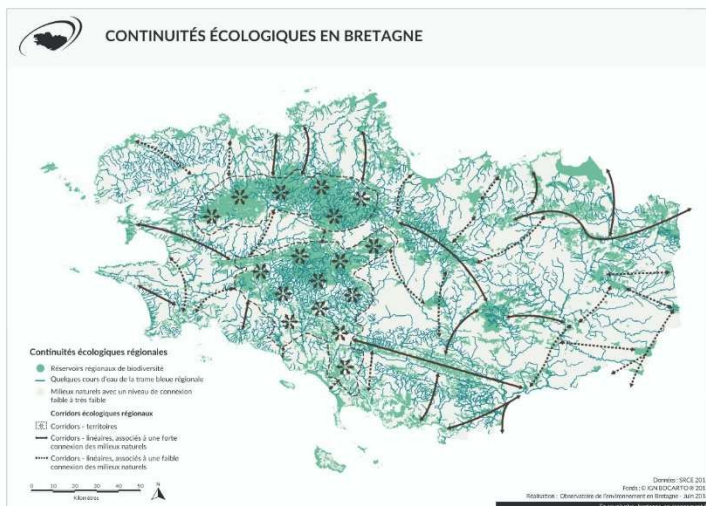 CONTINUITÉS ÉCOLOGIQUES EN BRETAGNE
Continuités écologiques régionales
Réservoirs régionaux de biodiversité
Quelques cours d'eau de la trame bleue régionale
Milieux naturels avec un niveau de connexion
faible à très faible
Corridors écologiques régionaux
Corridors - territoires
Corridors - linéaires, associés à une forte
connexion des milieux naturels
Corridors - linéaires, associés à une faible
connexion des milieux naturels
0 10 20 30 40 50
Kilomètres
N
Données : SRCE 201
Fonds : © IGN BDCARTO® 201
Réalisation : Observatoire de l'environnement en Bretagne - Juin 201